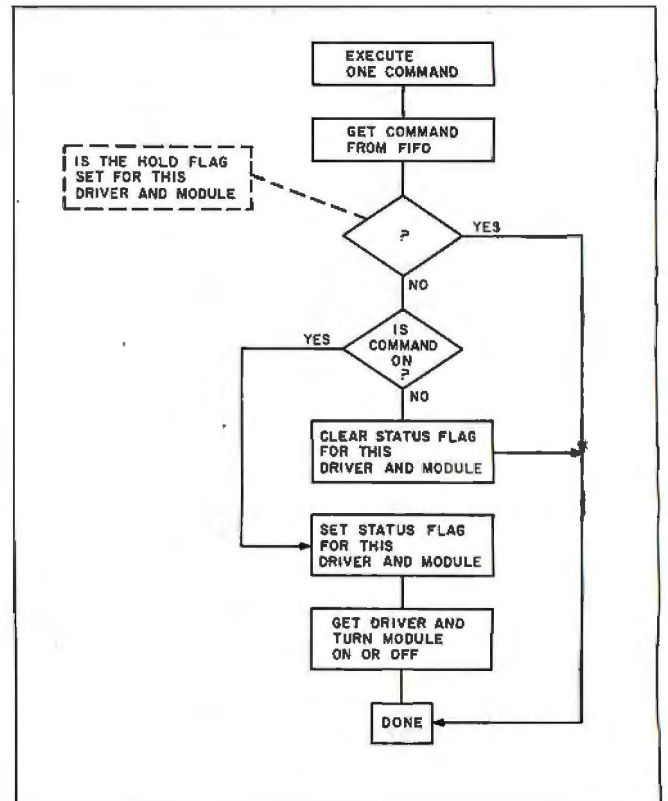 EXECUTE
ONE COMMAND
GET COMMAND
FROM FIFO
IS THE HOLD FLAG
SET FOR THIS
DRIVER AND MODULE
?
YES
NO
YES
IS
COMMAND
ON
?
NO
CLEAR STATUS FLAG
FOR THIS
DRIVER AND MODULE
SET STATUS FLAG
FOR THIS
DRIVER AND MODULE
GET DRIVER AND
TURN MODULE
ON OR OFF
DONE